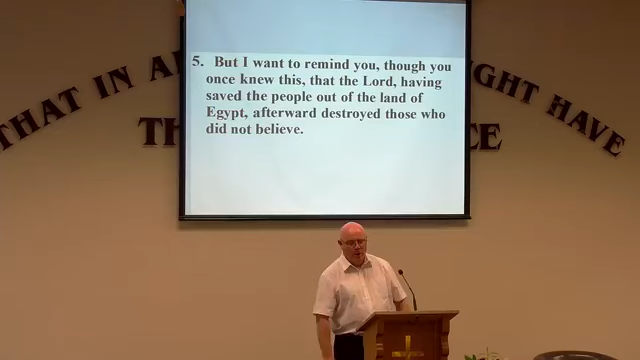 THAT IN A
GHT HAVE
TH
CE
5. But I want to remind you, though you
once knew this, that the Lord, having
saved the people out of the land of
Egypt, afterward destroyed those who
did not believe.